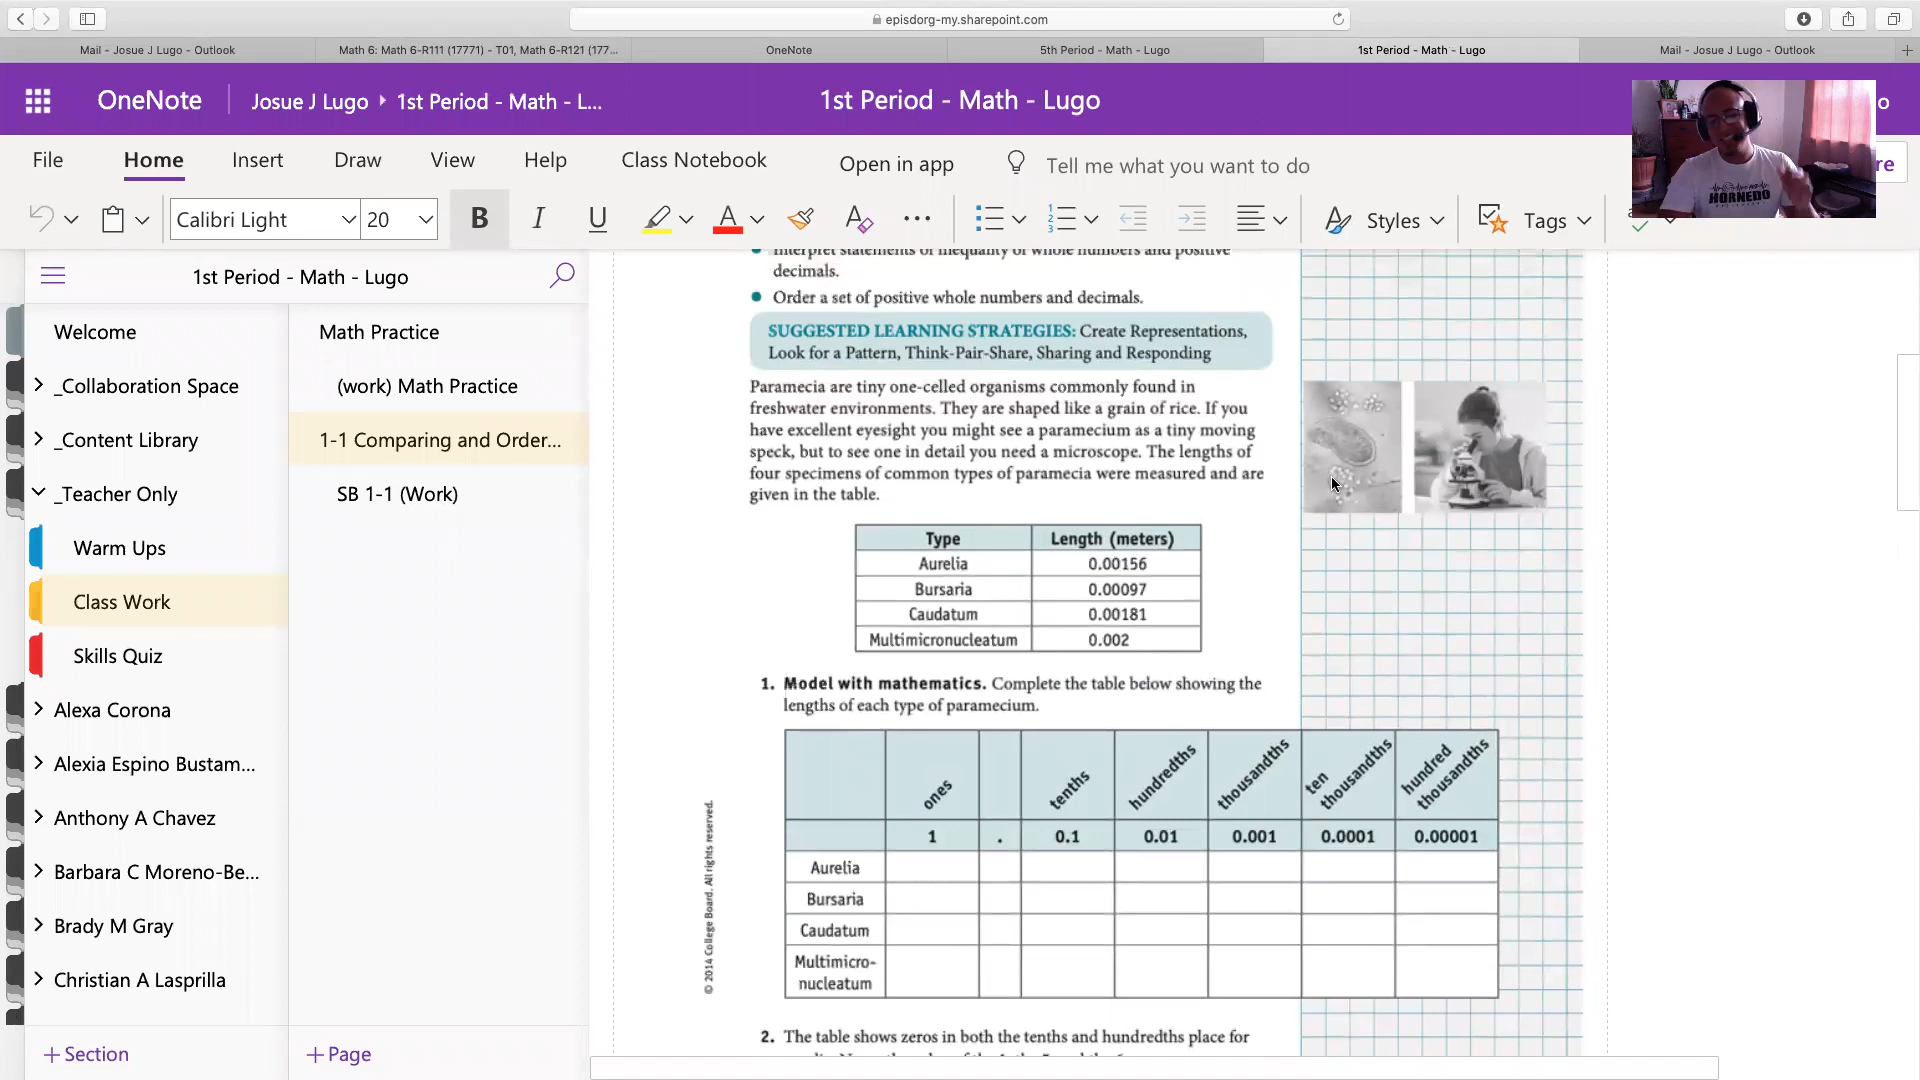 episdorg-my.sharepoint.com
Mail - Josue J Lugo - Outlook
Math 6: Math 6-R111 (17771) - T01, Math 6-R121 (177...
OneNote
5th Period - Math - Lugo
1st Period - Math - Lugo
Mail - Josue J Lugo - Outlook
OneNote
Josue J Lugo
1st Period - Math - L...
1st Period - Math - Lugo
HORNEDO
File
Home
Insert
Draw
View
Help
Class Notebook
Open in app
Tell me what you want to do
Calibri Light
20
B
I
U
A
A
Styles
Tags
1st Period - Math - Lugo
Welcome
_Collaboration Space
_Content Library
_Teacher Only
Warm Ups
Class Work
Skills Quiz
Alexa Corona
Alexia Espino Bustam...
Anthony A Chavez
Barbara C Moreno-Be...
Brady M Gray
Christian A Lasprilla
+ Section
Math Practice
(work) Math Practice
1-1 Comparing and Order...
SB 1-1 (Work)
+ Page
Interpret statements of inequality of whole numbers and positive
decimals.
Order a set of positive whole numbers and decimals.
SUGGESTED LEARNING STRATEGIES: Create Representations,
Look for a Pattern, Think-Pair-Share, Sharing and Responding
Paramecia are tiny one-celled organisms commonly found in
freshwater environments. They are shaped like a grain of rice. If you
have excellent eyesight you might see a paramecium as a tiny moving
speck, but to see one in detail you need a microscope. The lengths of
four specimens of common types of paramecia were measured and are
given in the table.
Type Length (meters)
Aurelia 0.00156
Bursaria 0.00097
Caudatum 0.00181
Multimicronucleatum 0.002
1. Model with mathematics. Complete the table below showing the
lengths of each type of paramecium.
ones tenths hundredths thousandths ten thousandths hundred thousandths
1 . 0.1 0.01 0.001 0.0001 0.00001
Aurelia
Bursaria
Caudatum
Multimicro-
nucleatum
© 2014 College Board. All rights reserved.
2. The table shows zeros in both the tenths and hundredths place for